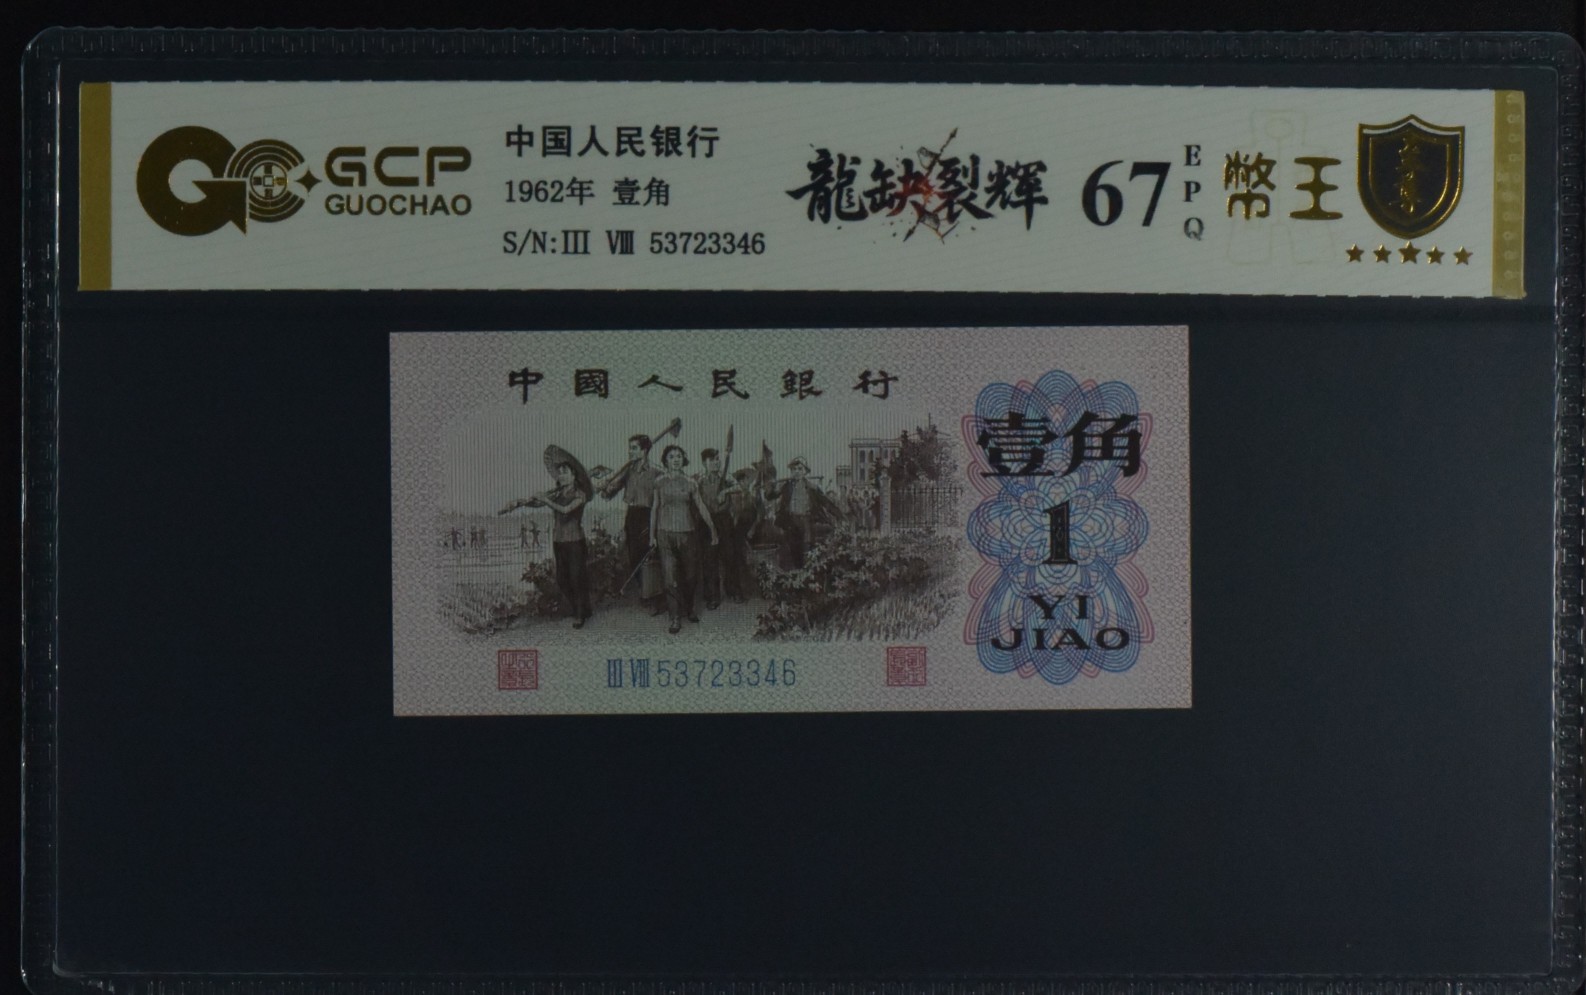 GCP
GUOCHAO
中国人民银行
1962年 壹角
S/N:III VIII 53723346
龍缺裂輝
67
EPQ
幣王
中國人民銀行
壹角
1
YI
JIAO
III VIII 53723346